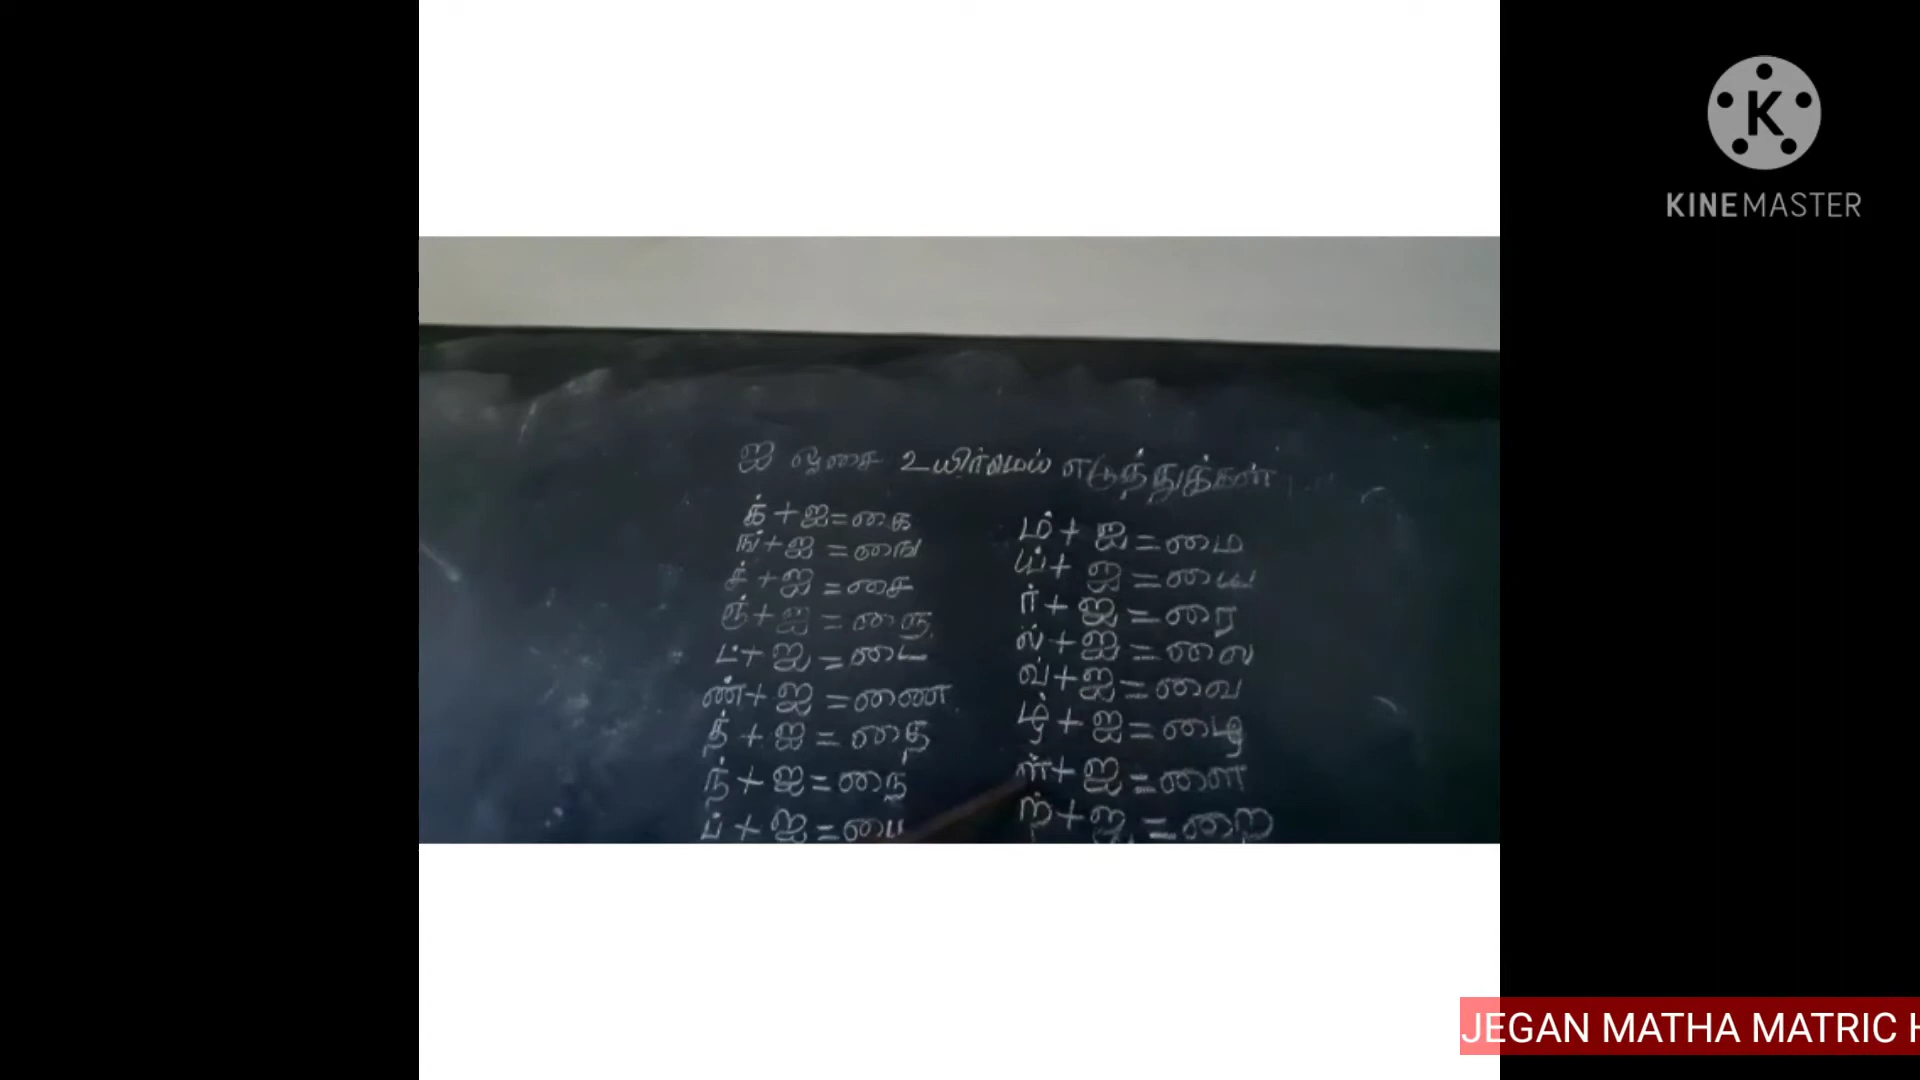 ஐ ஓசை உயிர்மெய் எழுத்துக்கள்
க் + ஐ = கை
ங் + ஐ = ஙை
ச் + ஐ = சை
ஞ் + ஐ = ஞை
ட் + ஐ = டை
ண் + ஐ = ணை
த் + ஐ = தை
ந் + ஐ = நை
ப் + ஐ = பை
ம் + ஐ = மை
ய் + ஐ = யை
ர் + ஐ = ரை
ல் + ஐ = லை
வ் + ஐ = வை
ழ் + ஐ = ழை
ள் + ஐ = ளை
ற் + ஐ = றை
K
KINEMASTER
JEGAN MATHA MATRIC